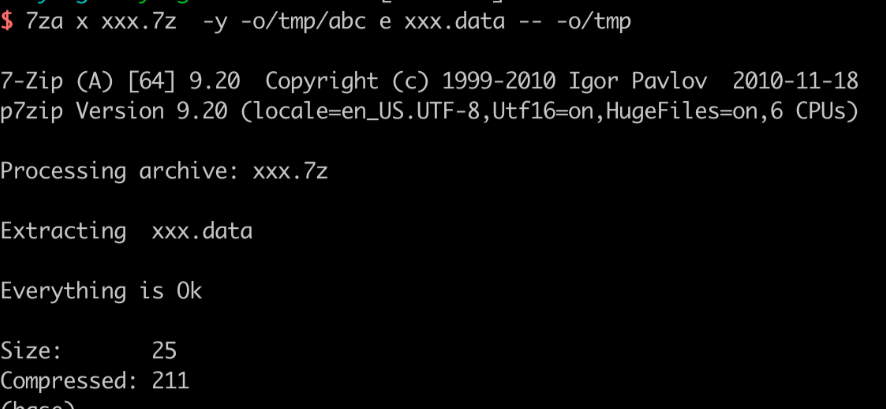 $ 7za x xxx.7z  -y -o/tmp/abc e xxx.data -- -o/tmp
7-Zip (A) [64] 9.20  Copyright (c) 1999-2010 Igor Pavlov  2010-11-18
p7zip Version 9.20 (locale=en_US.UTF-8,Utf16=on,HugeFiles=on,6 CPUs)
Processing archive: xxx.7z
Extracting  xxx.data
Everything is Ok
Size:       25
Compressed: 211
(base)